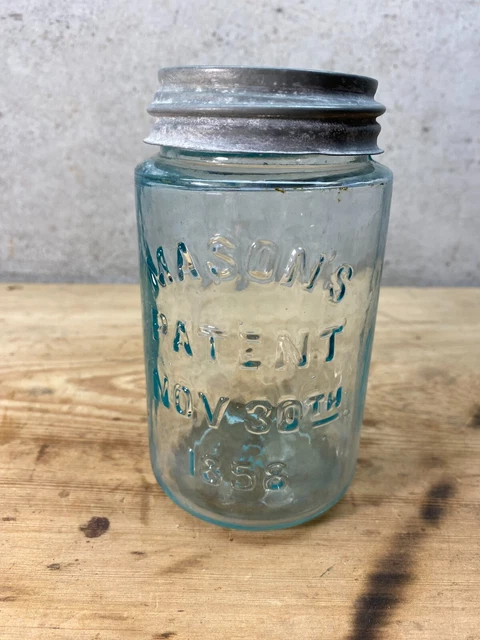 MASON'S
PATENT
NOV 30TH
1858